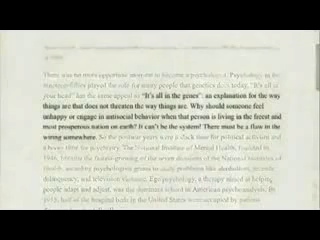 There was no more opportune moment to become a psychologist. Psychology in the
postwar years played the role for many people that genetics does today. "It's all in
your head" has the same appeal as "It's all in the genes": an explanation for the way
things are that does not threaten the way things are. Why should someone feel
unhappy or engage in antisocial behavior when that person is living in the freest and
most prosperous nation on earth? It can't be the system! There must be a flaw in the
wiring somewhere. So the postwar years were a slack time for political activism and
a boom time for psychiatry. The National Institute of Mental Health, founded in
1946, became the fastest-growing of the seven divisions of the National Institutes of
Health, awarding psychologists grants to study problems like alcoholism, juvenile
delinquency, and television violence. Ego psychology, a therapy aimed at helping
people adapt and adjust, was the dominant school in American psychoanalysis. By
1955, half of the hospital beds in the United States were occupied by patients